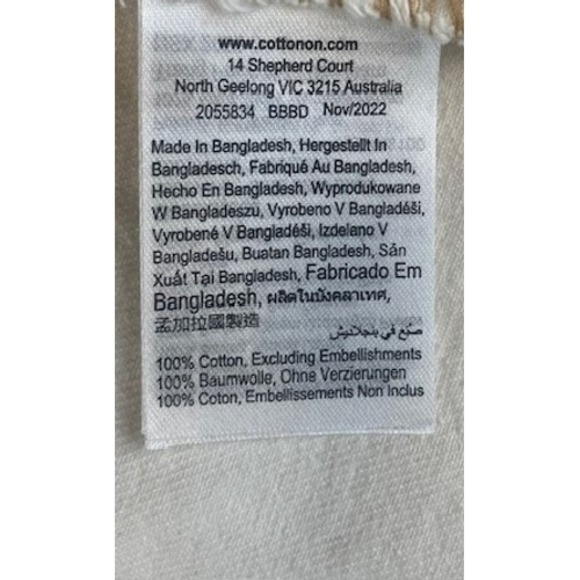 www.cottonon.com
14 Shepherd Court
North Geelong VIC 3215 Australia
2055834 BBBD Nov/2022
Made In Bangladesh, Hergestellt In
Bangladesch, Fabriqué Au Bangladesh,
Hecho En Bangladesh, Wyprodukowane
W Bangladeszu, Vyrobeno V Bangladéši,
Vyrobené V Bangladéši, Izdelano V
Bangladešu, Buatan Bangladesh, Sản
Xuất Tại Bangladesh, Fabricado Em
Bangladesh, ผลิตในบังคลาเทศ,
孟加拉國製造 صُنع في بنجلاديش
100% Cotton, Excluding Embellishments
100% Baumwolle, Ohne Verzierungen
100% Coton, Embellissements Non Inclus